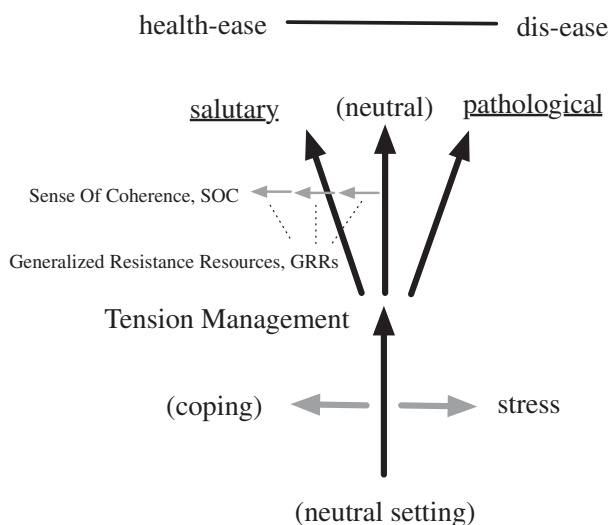 health-ease dis-ease
salutary (neutral) pathological
Sense Of Coherence, SOC
Generalized Resistance Resources, GRRs
Tension Management
(coping) stress
(neutral setting)